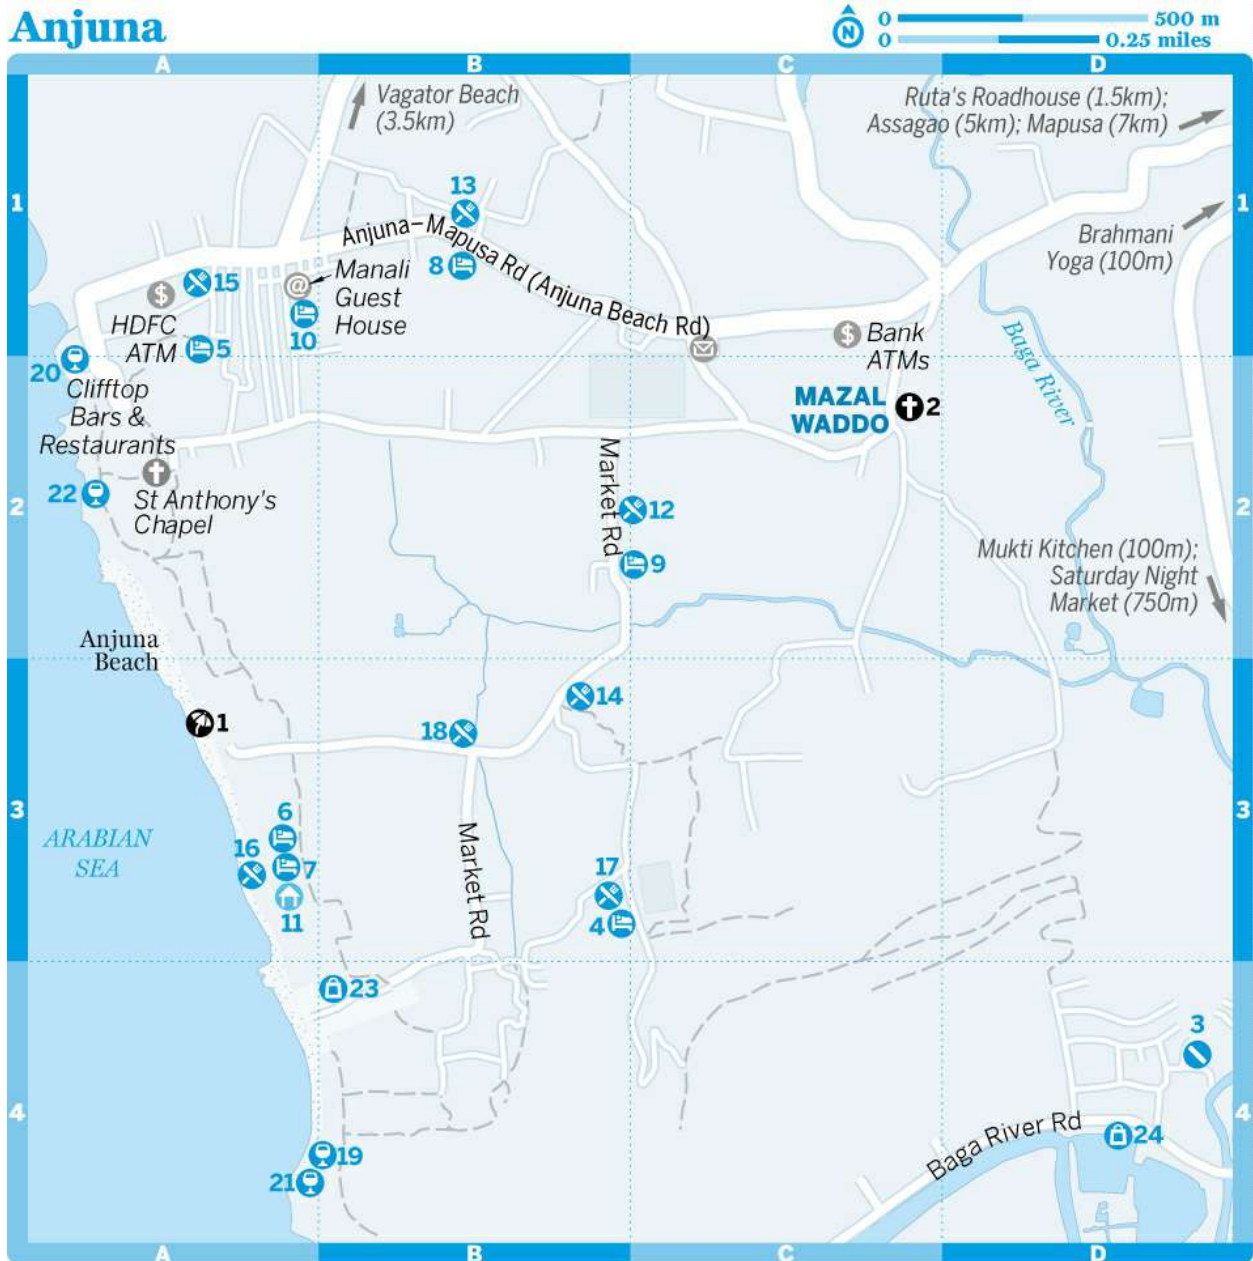 Anjuna
N
0 500 m
0 0.25 miles
A B C D
Vagator Beach
(3.5km)
Ruta's Roadhouse (1.5km);
Assagao (5km); Mapusa (7km)
1
13
1
Anjuna–Mapusa Rd (Anjuna Beach Rd)
Brahmani
Yoga (100m)
8
Manali
Guest
House
@
15
$
10
HDFC
ATM
5
$
Bank
ATMs
Baga River
20
Clifftop
Bars &
Restaurants
MAZAL
WADDO
2
22
St Anthony's
Chapel
2
Market Rd
12
2
9
Mukti Kitchen (100m);
Saturday Night
Market (750m)
Anjuna
Beach
14
1
18
3
3
ARABIAN
SEA
6
16
7
11
Market Rd
17
4
23
3
4
4
Baga River Rd
24
19
21
A B C D